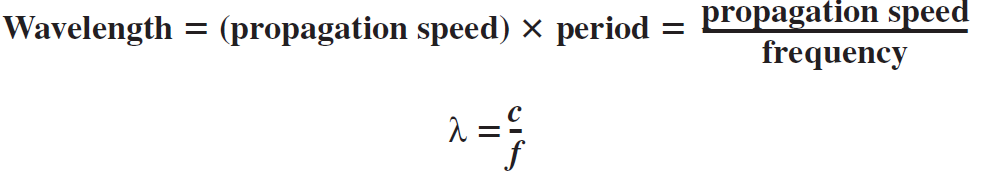 Wavelength = (propagation speed) × period = propagation speed / frequency
λ = c / f